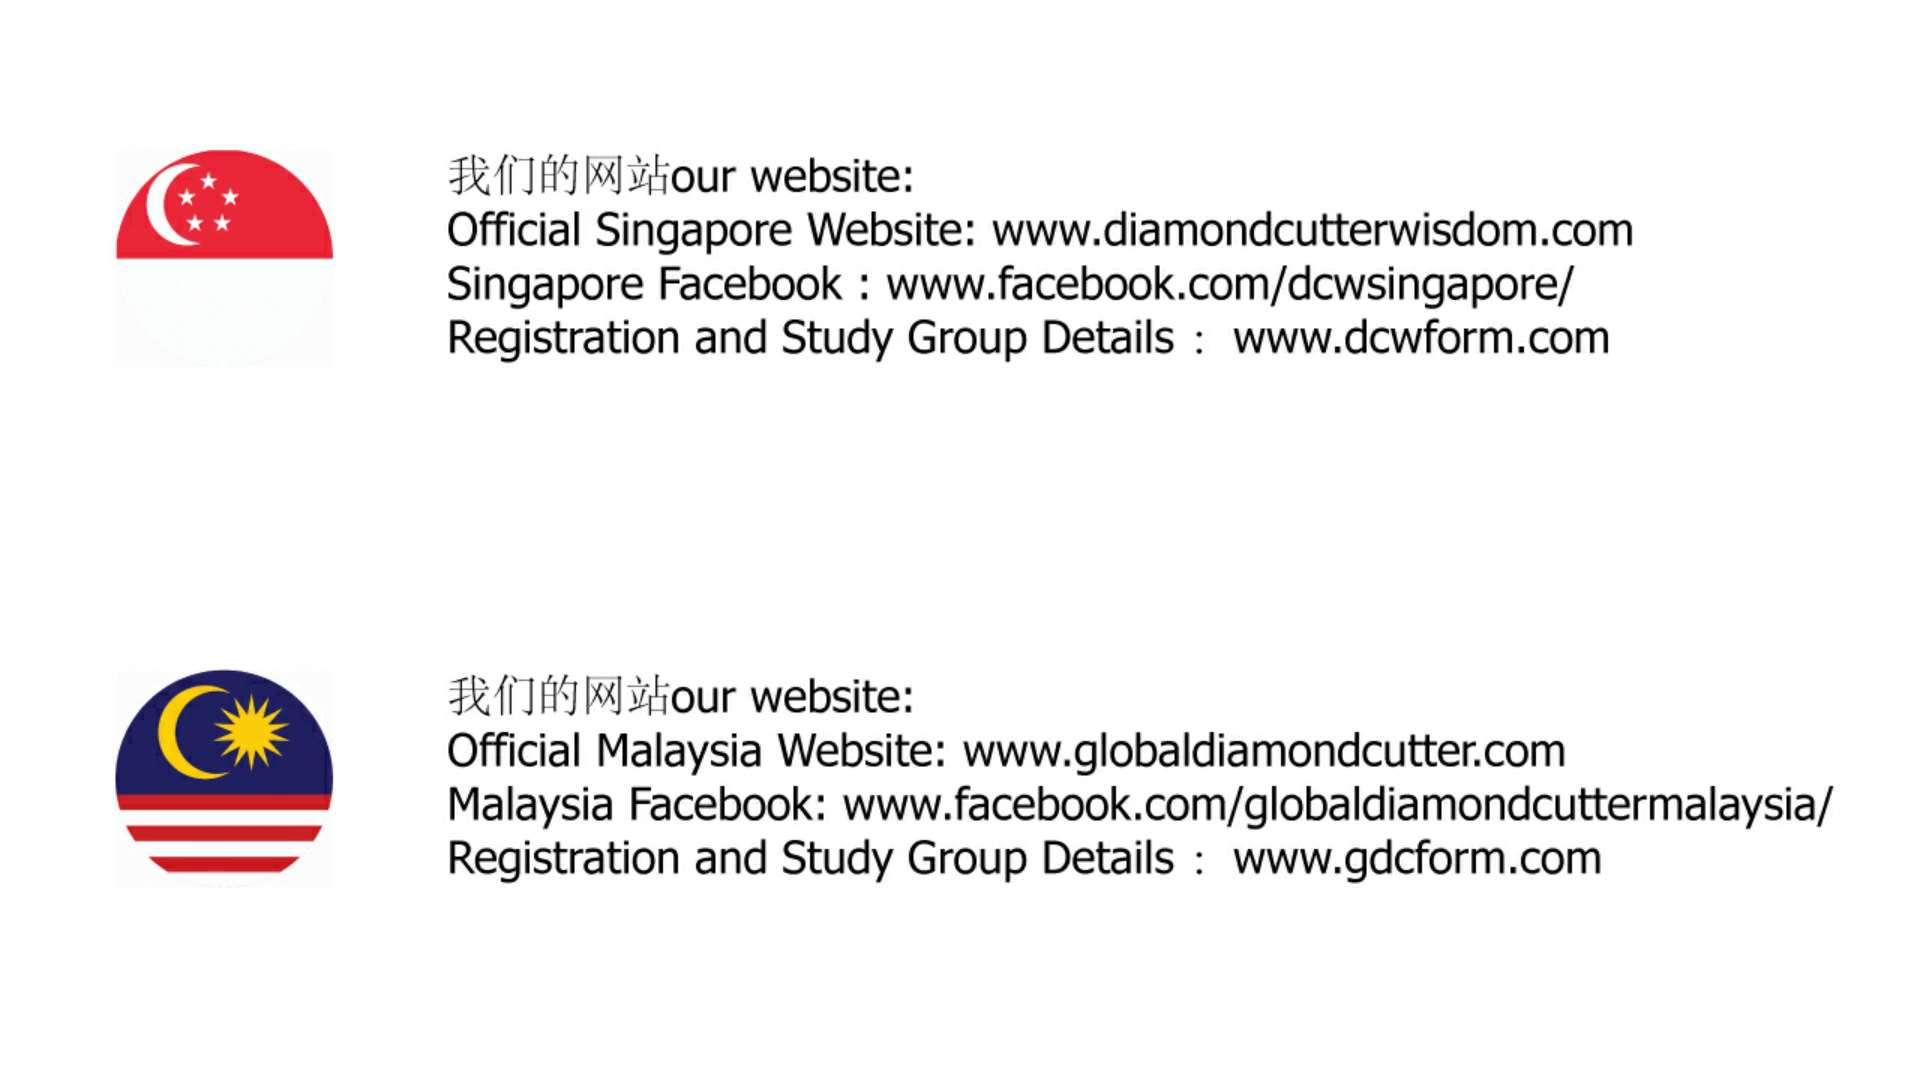 我们的网站our website:
Official Singapore Website: www.diamondcutterwisdom.com
Singapore Facebook : www.facebook.com/dcwsingapore/
Registration and Study Group Details ： www.dcwform.com
我们的网站our website:
Official Malaysia Website: www.globaldiamondcutter.com
Malaysia Facebook: www.facebook.com/globaldiamondcuttermalaysia/
Registration and Study Group Details ： www.gdcform.com